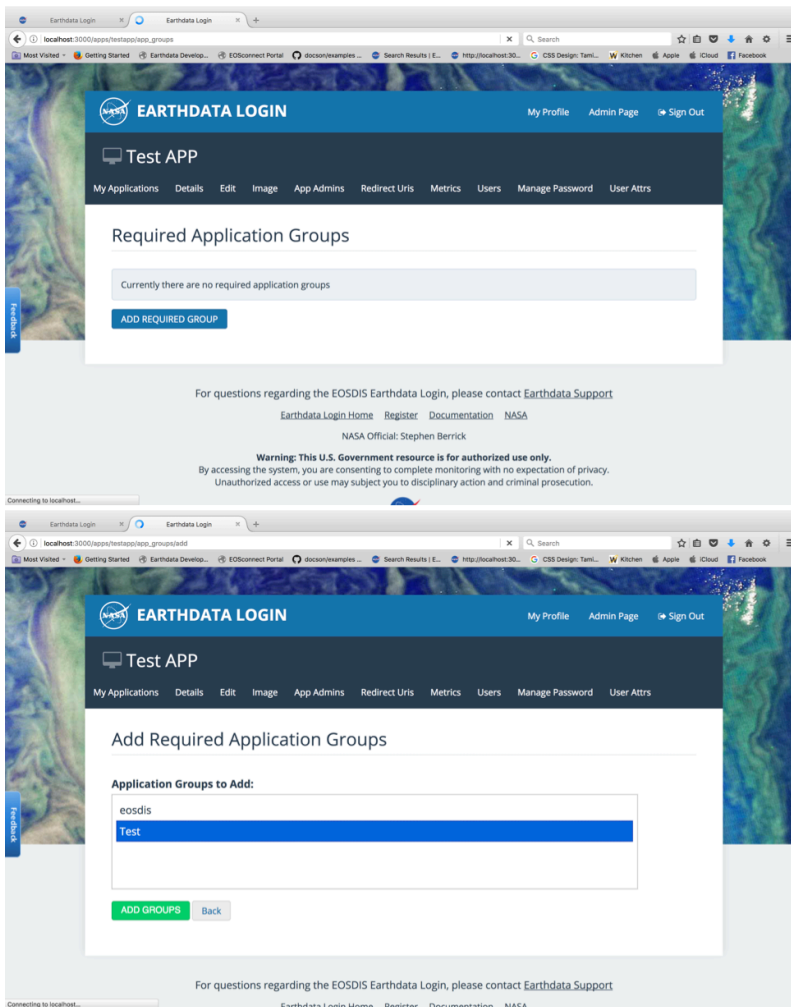 Earthdata Login × Earthdata Login × +
localhost:3000/apps/testapp/app_groups × Search
Most Visited Getting Started Earthdata Develop... EOSconnect Portal docson/examples ... Search Results | E... http://localhost:30... CSS Design: Tami... Kitchen Apple iCloud Facebook
NASA EARTHDATA LOGIN My Profile Admin Page Sign Out
Test APP
My Applications Details Edit Image App Admins Redirect Uris Metrics Users Manage Password User Attrs
Required Application Groups
Currently there are no required application groups
ADD REQUIRED GROUP
Feedback
For questions regarding the EOSDIS Earthdata Login, please contact Earthdata Support
Earthdata Login Home Register Documentation NASA
NASA Official: Stephen Berrick
Warning: This U.S. Government resource is for authorized use only.
By accessing the system, you are consenting to complete monitoring with no expectation of privacy.
Unauthorized access or use may subject you to disciplinary action and criminal prosecution.
Connecting to localhost...
Earthdata Login × Earthdata Login × +
localhost:3000/apps/testapp/app_groups/add × Search
Most Visited Getting Started Earthdata Develop... EOSconnect Portal docson/examples ... Search Results | E... http://localhost:30... CSS Design: Tami... Kitchen Apple iCloud Facebook
NASA EARTHDATA LOGIN My Profile Admin Page Sign Out
Test APP
My Applications Details Edit Image App Admins Redirect Uris Metrics Users Manage Password User Attrs
Add Required Application Groups
Application Groups to Add:
eosdis
Test
Feedback
ADD GROUPS Back
For questions regarding the EOSDIS Earthdata Login, please contact Earthdata Support
Earthdata Login Home Register Documentation NASA
Connecting to localhost...